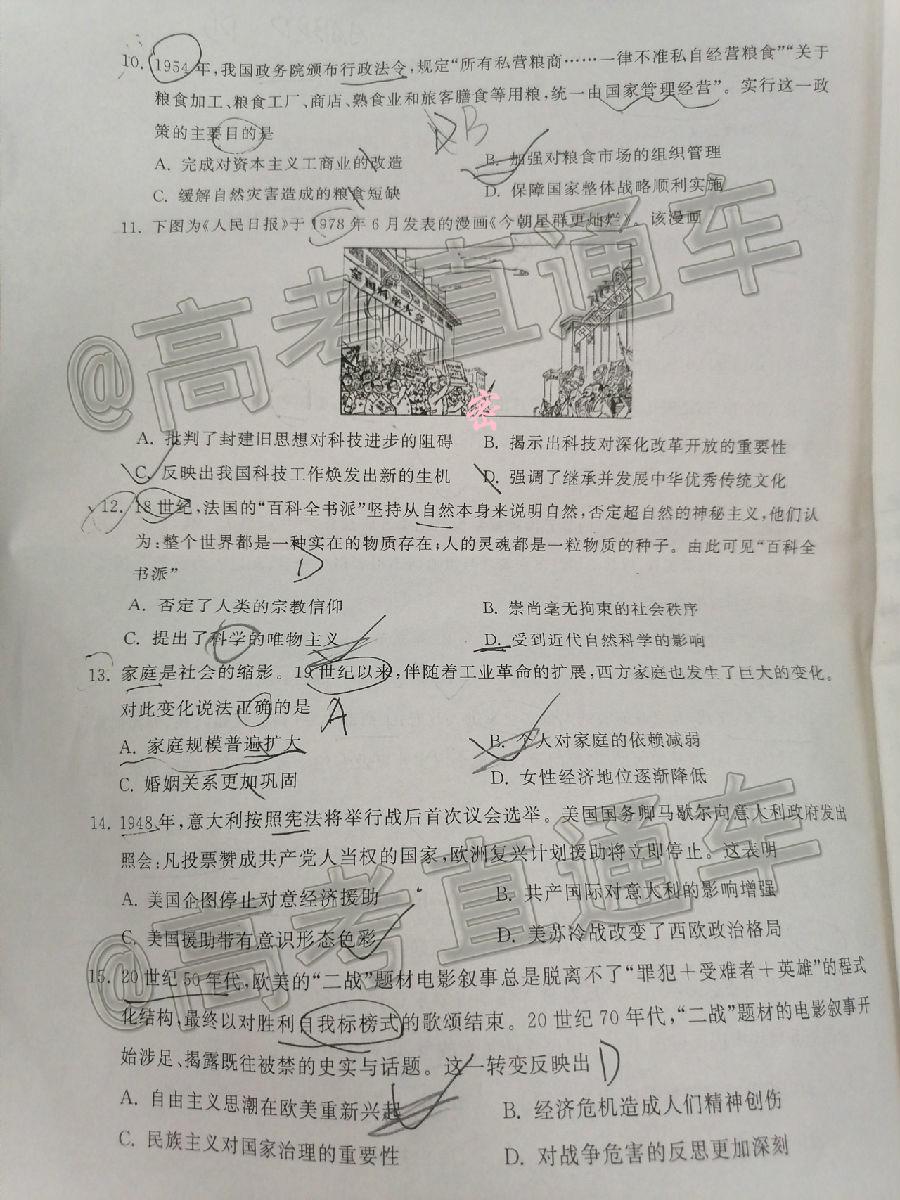 10. 1954年,我国政务院颁布行政法令,规定“所有私营粮商……一律不准私自经营粮食”“关于
粮食加工、粮食工厂、商店、熟食业和旅客膳食等用粮,统一由国家管理经营”。实行这一政
策的主要目的是
DB
A. 完成对资本主义工商业的改造 B. 加强对粮食市场的组织管理
C. 缓解自然灾害造成的粮食短缺 D. 保障国家整体战略顺利实施
11. 下图为《人民日报》于1978年6月发表的漫画《今朝星群更灿烂》。该漫画
全国科学大会
密
A. 批判了封建旧思想对科技进步的阻碍 B. 揭示出科技对深化改革开放的重要性
C. 反映出我国科技工作焕发出新的生机 D. 强调了继承并发展中华优秀传统文化
12. 18世纪,法国的“百科全书派”坚持从自然本身来说明自然,否定超自然的神秘主义,他们认
为:整个世界都是一种实在的物质存在;人的灵魂都是一粒物质的种子。由此可见“百科全
书派”
D
A. 否定了人类的宗教信仰 B. 崇尚毫无拘束的社会秩序
C. 提出了科学的唯物主义 D. 受到近代自然科学的影响
13. 家庭是社会的缩影。19世纪以来,伴随着工业革命的扩展,西方家庭也发生了巨大的变化。
对此变化说法正确的是
A
A. 家庭规模普遍扩大 B. 个人对家庭的依赖减弱
C. 婚姻关系更加巩固 D. 女性经济地位逐渐降低
14. 1948年,意大利按照宪法将举行战后首次议会选举。美国国务卿马歇尔向意大利政府发出
照会:凡投票赞成共产党人当权的国家,欧洲复兴计划援助将立即停止。这表明
A. 美国企图停止对意经济援助 B. 共产国际对意大利的影响增强
C. 美国援助带有意识形态色彩 D. 美苏冷战改变了西欧政治格局
15. 20世纪50年代,欧美的“二战”题材电影叙事总是脱离不了“罪犯+受难者+英雄”的程式
化结构、最终以对胜利自我标榜式的歌颂结束。20世纪70年代,“二战”题材的电影叙事开
始涉足、揭露既往被禁的史实与话题。这一转变反映出
D
A. 自由主义思潮在欧美重新兴起 B. 经济危机造成人们精神创伤
C. 民族主义对国家治理的重要性 D. 对战争危害的反思更加深刻
@高考直通车
@高考直通车